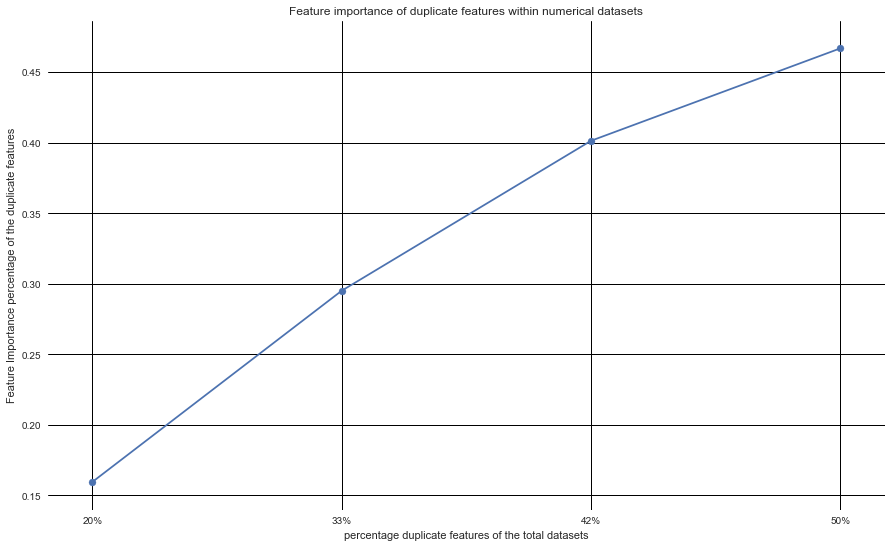 Feature importance of duplicate features within numerical datasets
Feature Importance percentage of the duplicate features
0.45
0.40
0.35
0.30
0.25
0.20
0.15
20% 33% 42% 50%
percentage duplicate features of the total datasets